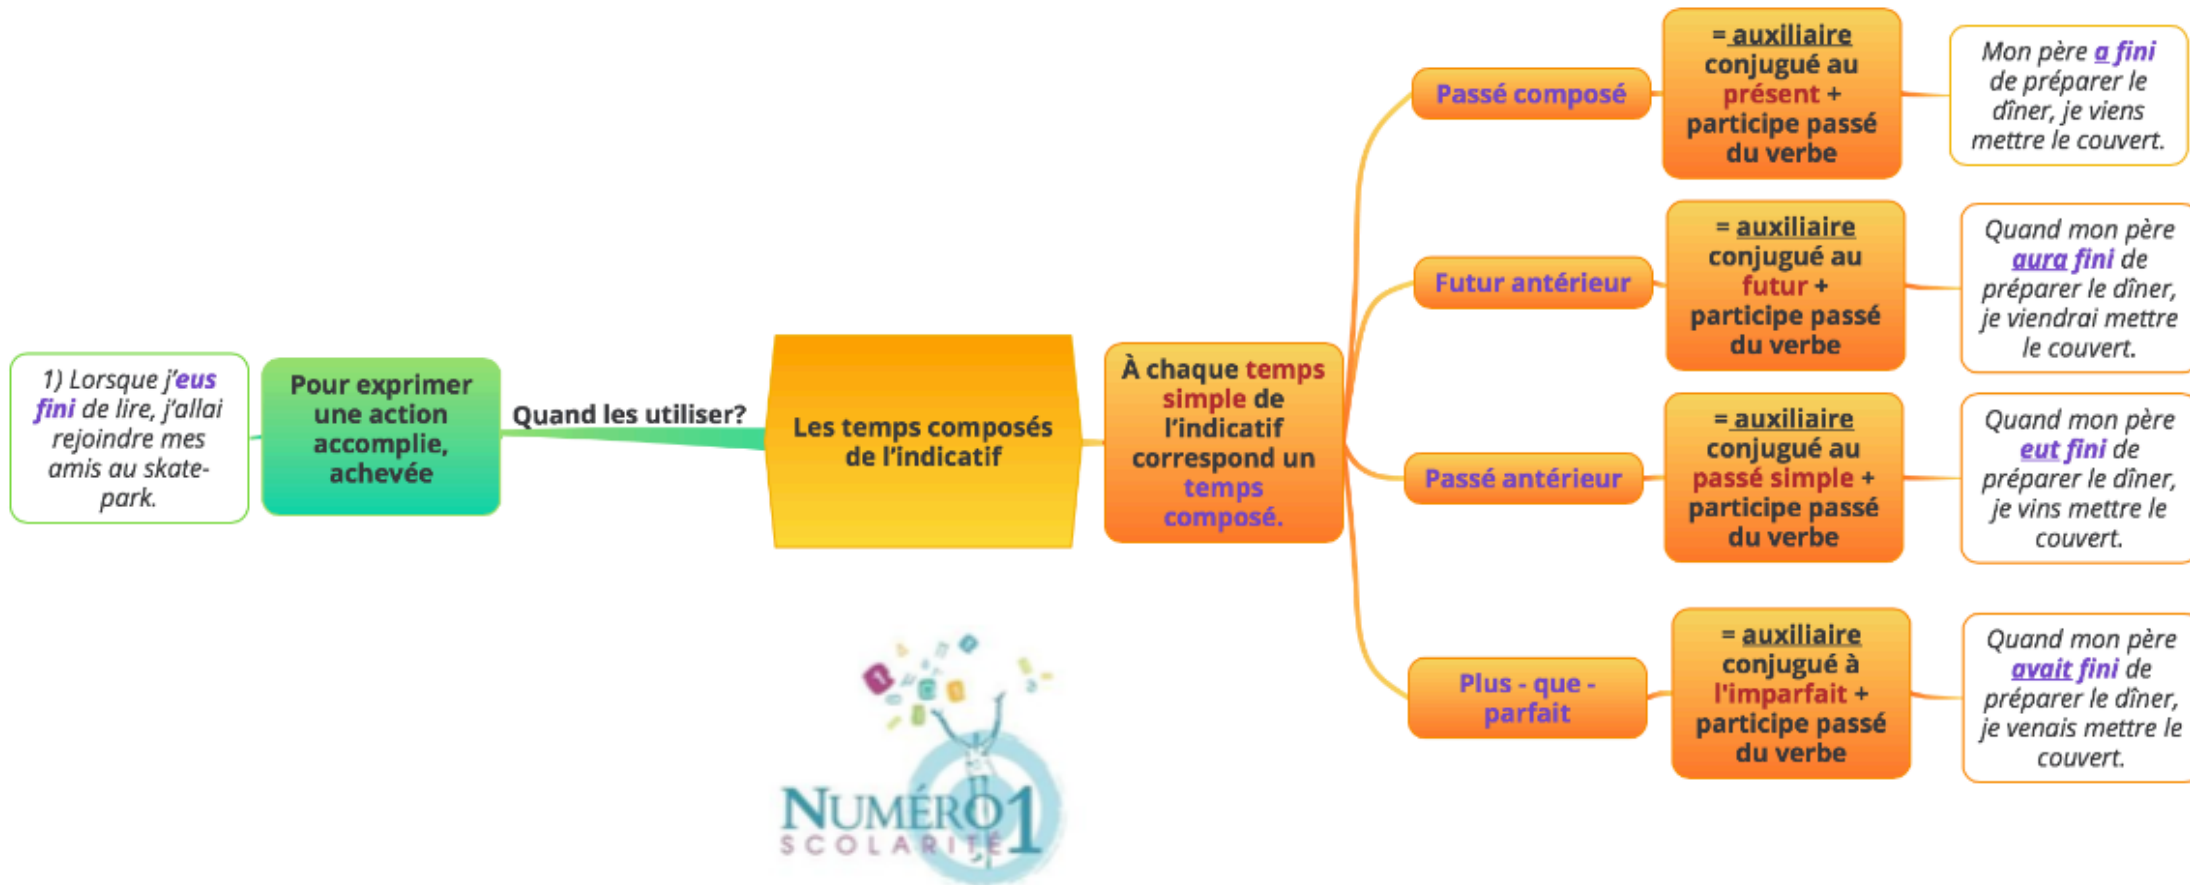 1) Lorsque j'eus
fini de lire, j'allai
rejoindre mes
amis au skate-
park.
Pour exprimer
une action
accomplie,
achevée
Quand les utiliser?
Les temps composés
de l'indicatif
À chaque temps
simple de
l'indicatif
correspond un
temps
composé.
Passé composé
= auxiliaire
conjugué au
présent +
participe passé
du verbe
Mon père a fini
de préparer le
dîner, je viens
mettre le couvert.
Futur antérieur
= auxiliaire
conjugué au
futur +
participe passé
du verbe
Quand mon père
aura fini de
préparer le dîner,
je viendrai mettre
le couvert.
Passé antérieur
= auxiliaire
conjugué au
passé simple +
participe passé
du verbe
Quand mon père
eut fini de
préparer le dîner,
je vins mettre le
couvert.
Plus - que -
parfait
= auxiliaire
conjugué à
l'imparfait +
participe passé
du verbe
Quand mon père
avait fini de
préparer le dîner,
je venais mettre le
couvert.
NUMÉRO1
SCOLARITÉ